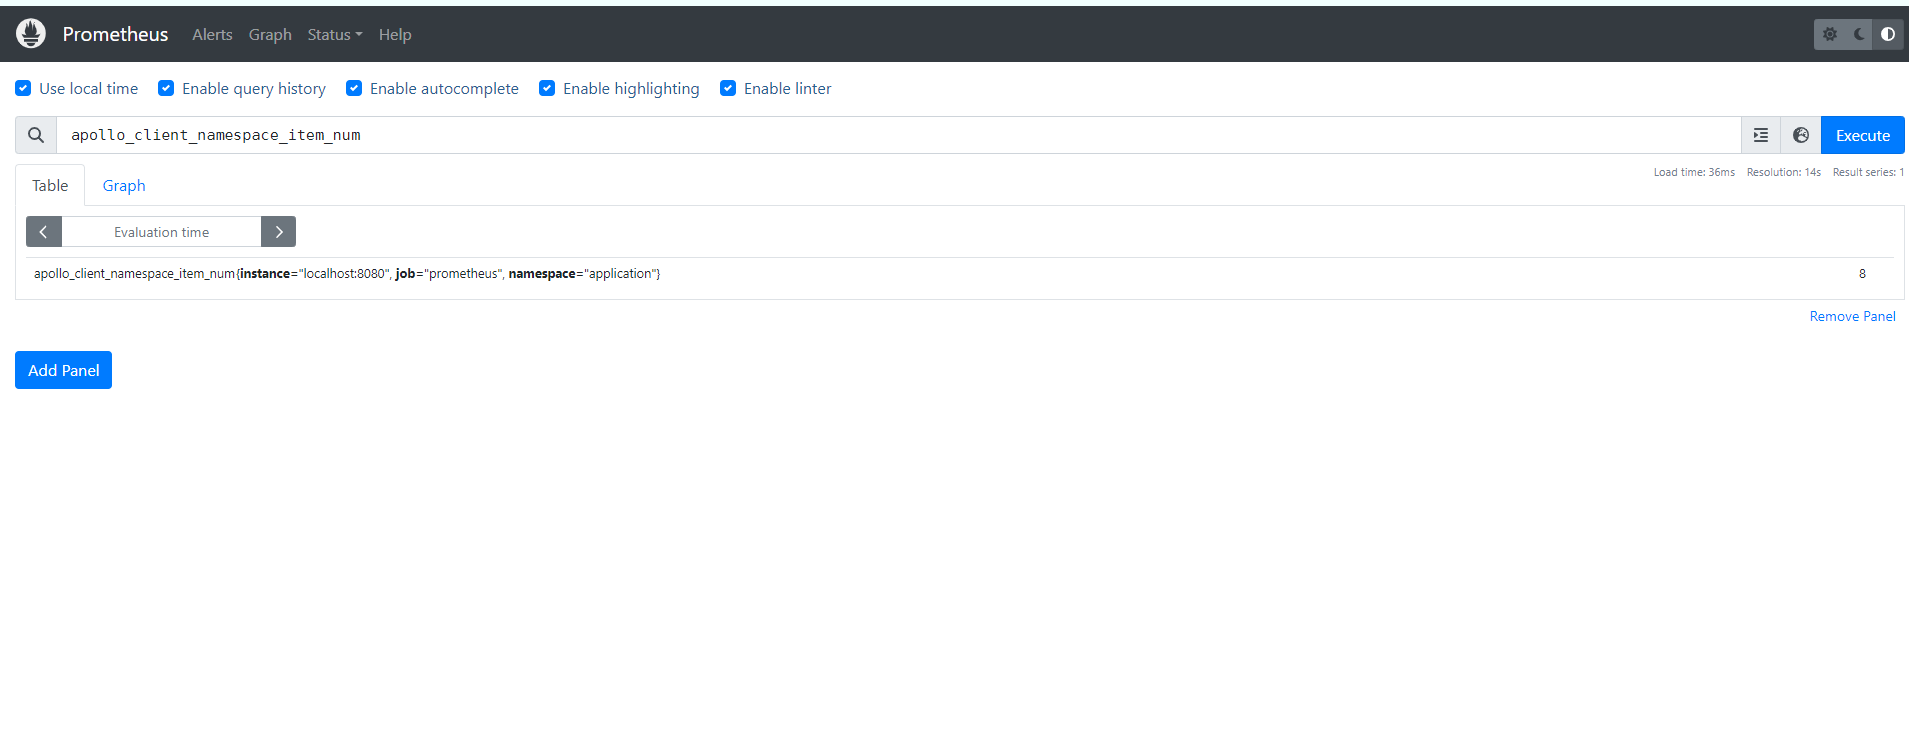 Prometheus Alerts Graph Status Help
Use local time Enable query history Enable autocomplete Enable highlighting Enable linter
apollo_client_namespace_item_num Execute
Table Graph Load time: 36ms Resolution: 14s Result series: 1
Evaluation time
apollo_client_namespace_item_num{instance="localhost:8080", job="prometheus", namespace="application"} 8
Remove Panel
Add Panel